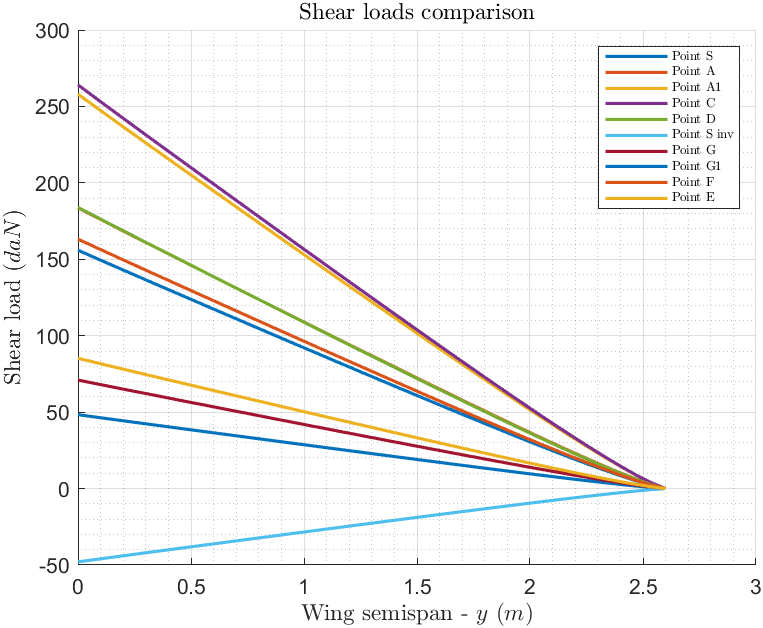 Shear loads comparison
300
250
200
150
100
50
0
-50
Shear load (daN)
Point S
Point A
Point A1
Point C
Point D
Point S inv
Point G
Point G1
Point F
Point E
0 0.5 1 1.5 2 2.5 3
Wing semispan - y (m)